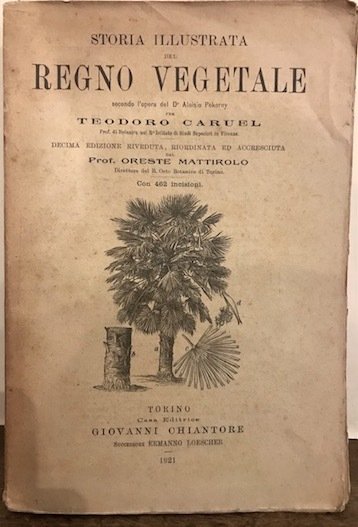 STORIA ILLUSTRATA
DEL
REGNO VEGETALE
secondo l'opera del Dr Aloisio Pokorny
PER
TEODORO CARUEL
Prof. di Botanica nel R° Istituto di Studi Superiori in Firenze
DECIMA EDIZIONE RIVEDUTA, RIORDINATA ED ACCRESCIUTA
DAL
Prof. ORESTE MATTIROLO
Direttore del R. Orto Botanico di Torino.
Con 462 incisioni.
d
b
a
c
TORINO
Casa Editrice
GIOVANNI CHIANTORE
Successore ERMANNO LOESCHER
1921